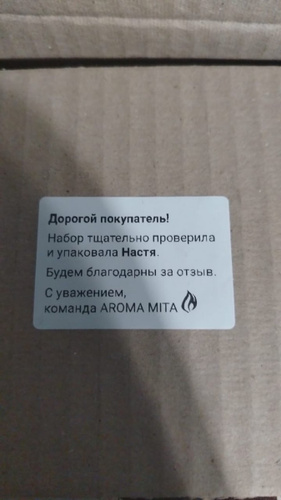 Дорогой покупатель!
Набор тщательно проверила
и упаковала Настя.
Будем благодарны за отзыв.
С уважением,
команда AROMA MITA